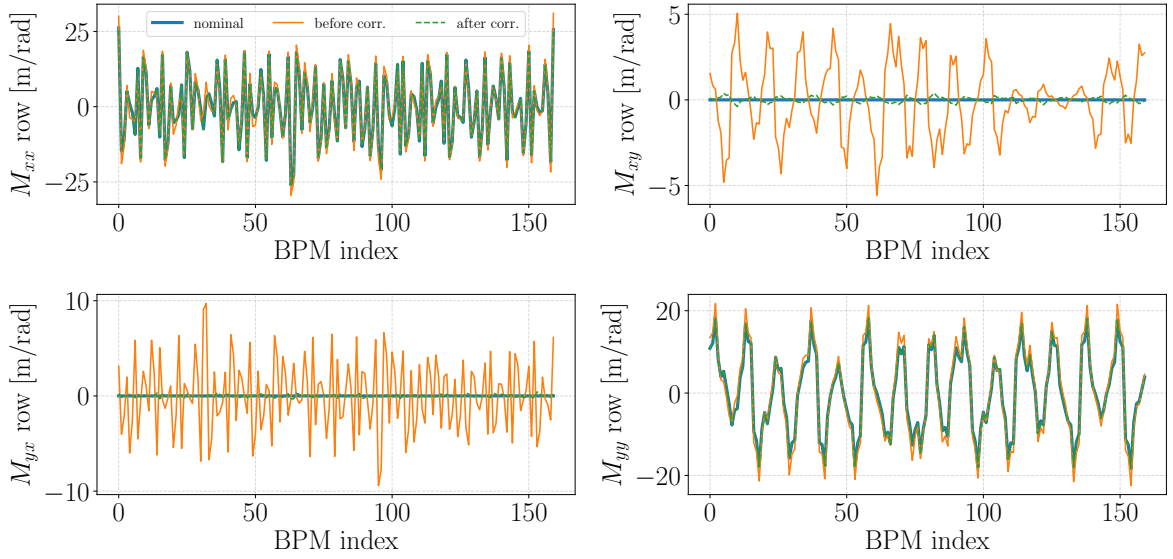 nominal before corr. after corr.
M_xx row [m/rad]
25
0
−25
0 50 100 150
BPM index
M_xy row [m/rad]
5
0
−5
0 50 100 150
BPM index
M_yx row [m/rad]
10
0
−10
0 50 100 150
BPM index
M_yy row [m/rad]
20
0
−20
0 50 100 150
BPM index